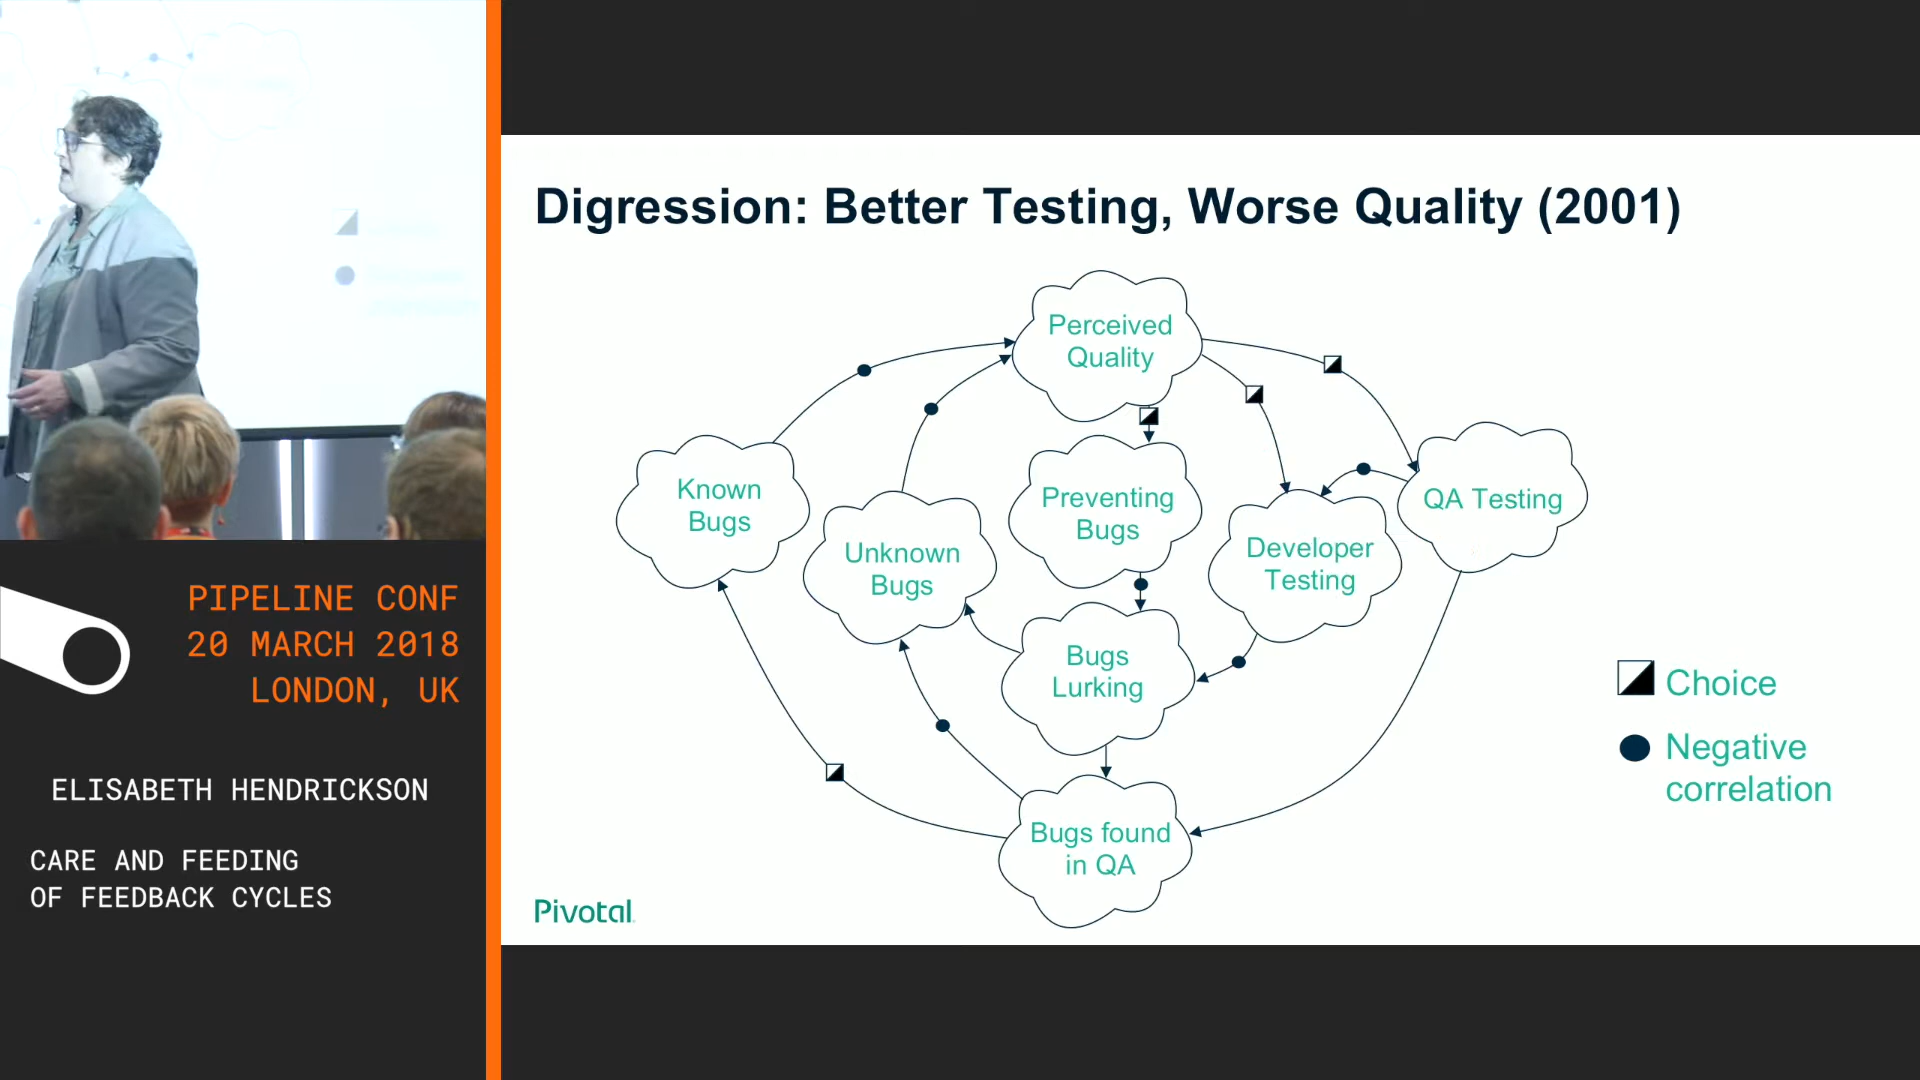 PIPELINE CONF
20 MARCH 2018
LONDON, UK
ELISABETH HENDRICKSON
CARE AND FEEDING
OF FEEDBACK CYCLES
Digression: Better Testing, Worse Quality (2001)
Perceived
Quality
Known
Bugs
Unknown
Bugs
Preventing
Bugs
Developer
Testing
QA Testing
Bugs
Lurking
Bugs found
in QA
Choice
Negative
correlation
Pivotal